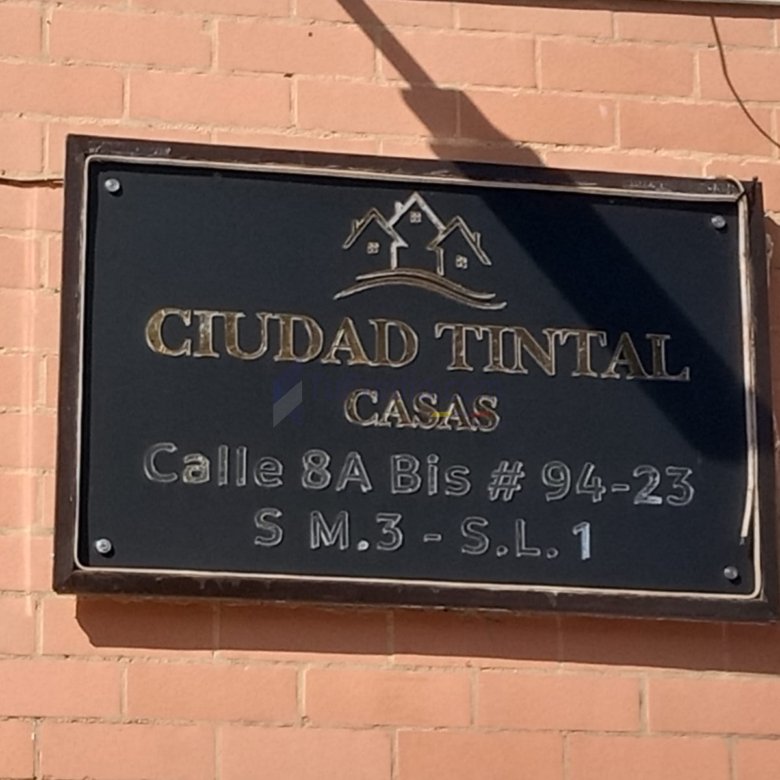 CIUDAD TINTAL
CASAS
Calle 8A Bis # 94-23
S M.3 - S.L. 1